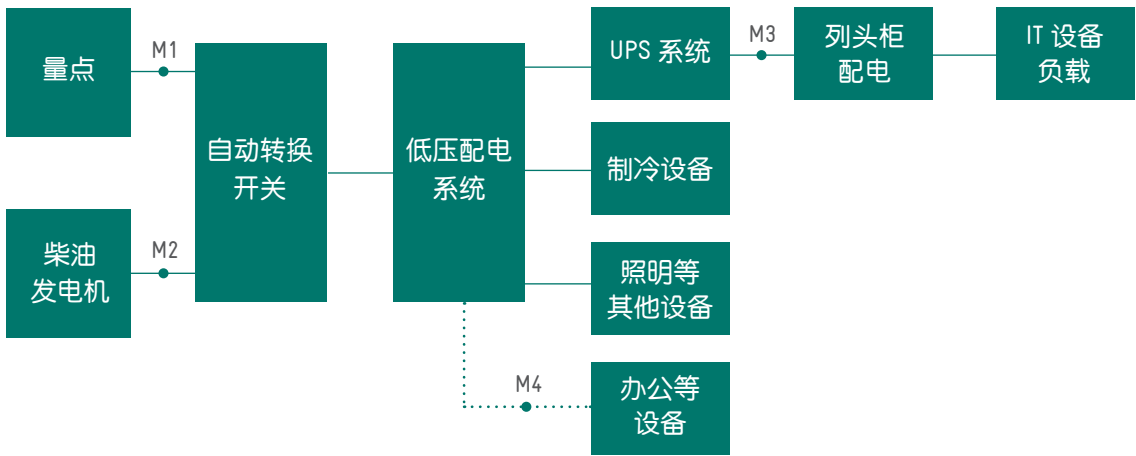 量点
M1
柴油
发电机
M2
自动转换
开关
低压配电
系统
UPS 系统
M3
列头柜
配电
IT 设备
负载
制冷设备
照明等
其他设备
M4
办公等
设备